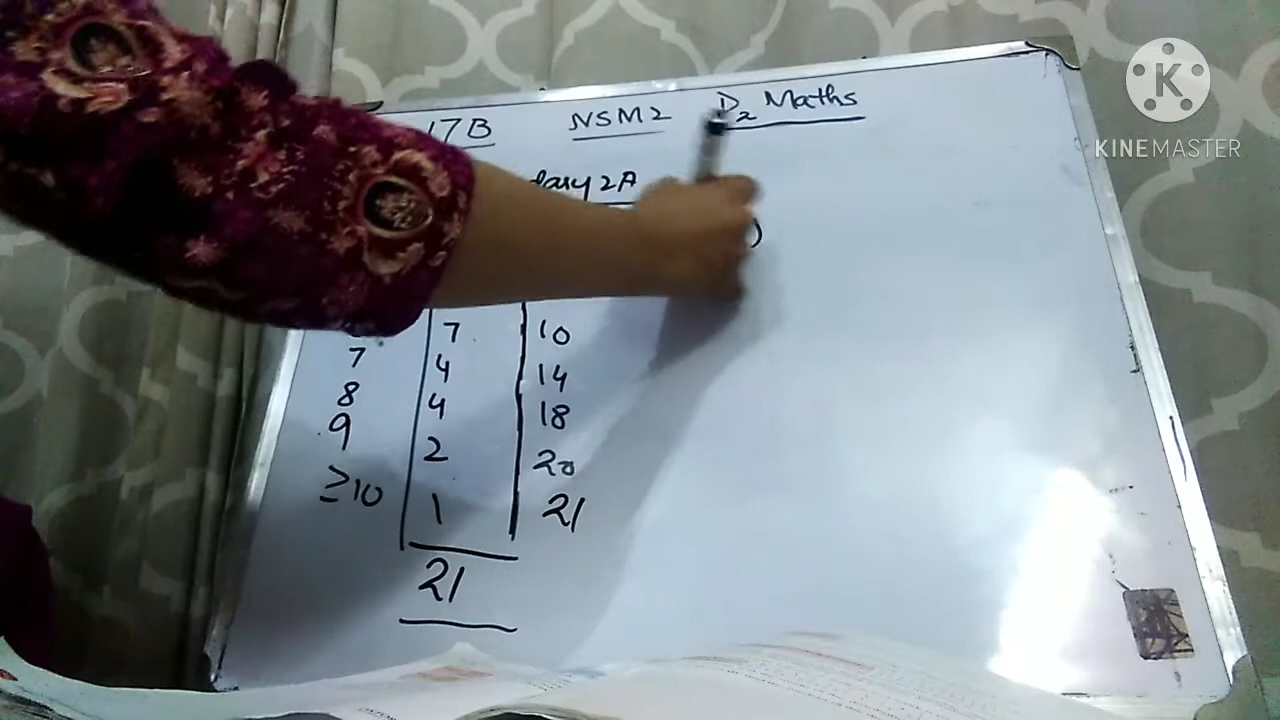 17B NSM2 D2 Maths
2A
)
7 10
7 4 14
8 4 18
9 2 20
≥10 1 21
21
K
KINEMASTER